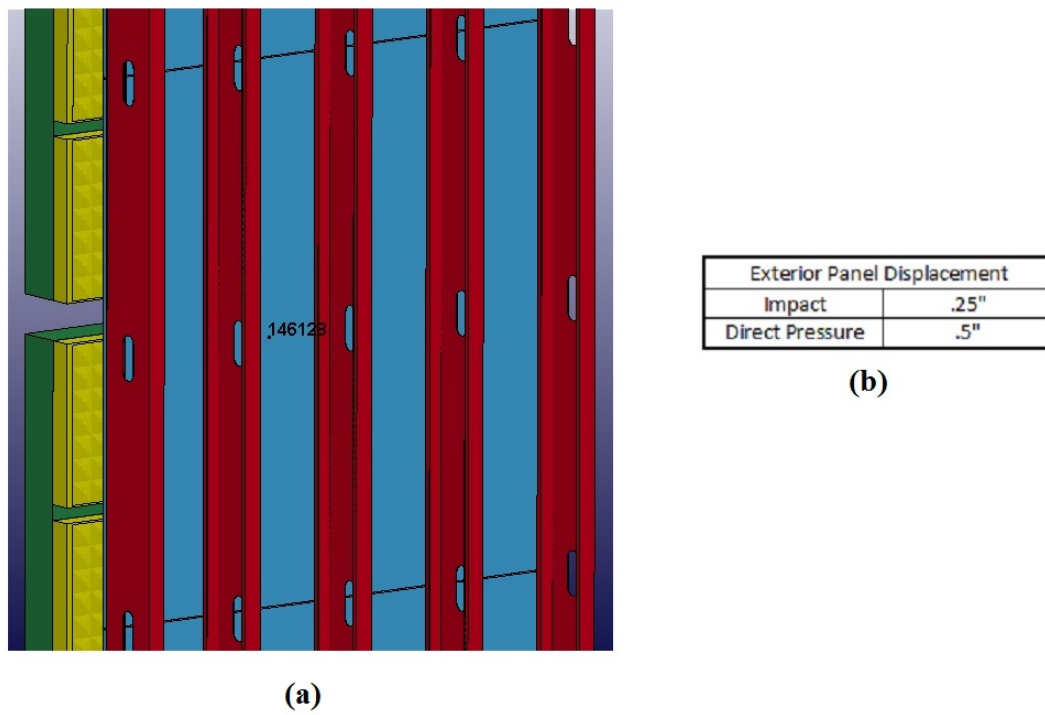 146128
Exterior Panel Displacement
Impact .25"
Direct Pressure .5"
(b)
(a)